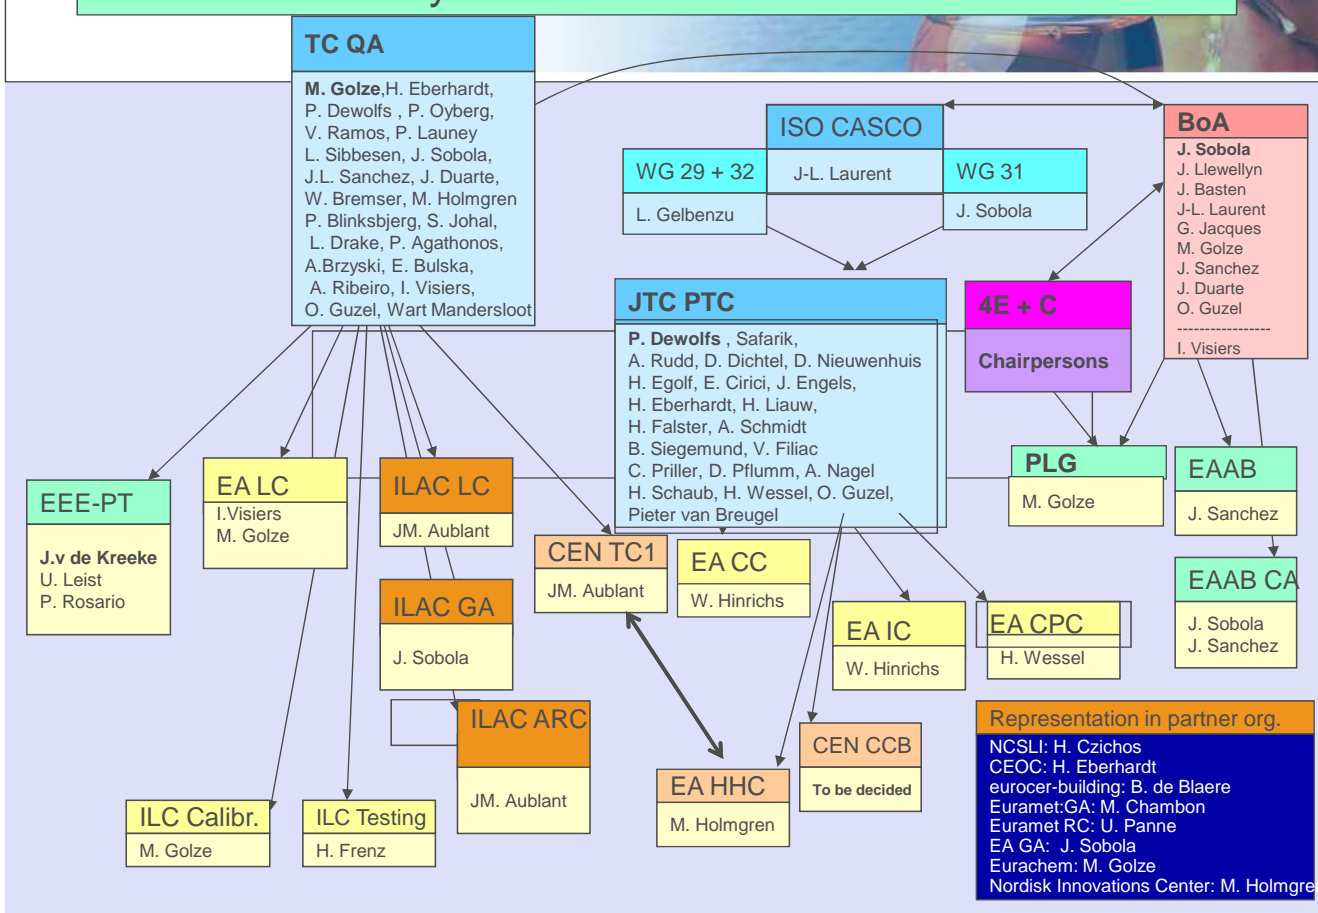 TC QA
M. Golze,H. Eberhardt,
P. Dewolfs , P. Oyberg,
V. Ramos, P. Launey
L. Sibbesen, J. Sobola,
J.L. Sanchez, J. Duarte,
W. Bremser, M. Holmgren
P. Blinksbjerg, S. Johal,
L. Drake, P. Agathonos,
A.Brzyski, E. Bulska,
A. Ribeiro, I. Visiers,
O. Guzel, Wart Mandersloot
ISO CASCO
J-L. Laurent
WG 29 + 32
L. Gelbenzu
WG 31
J. Sobola
BoA
J. Sobola
J. Llewellyn
J. Basten
J-L. Laurent
G. Jacques
M. Golze
J. Sanchez
J. Duarte
O. Guzel
-----------------
I. Visiers
JTC PTC
P. Dewolfs , Safarik,
A. Rudd, D. Dichtel, D. Nieuwenhuis
H. Egolf, E. Cirici, J. Engels,
H. Eberhardt, H. Liauw,
H. Falster, A. Schmidt
B. Siegemund, V. Filiac
C. Priller, D. Pflumm, A. Nagel
H. Schaub, H. Wessel, O. Guzel,
Pieter van Breugel
4E + C
Chairpersons
EEE-PT
J.v de Kreeke
U. Leist
P. Rosario
EA LC
I.Visiers
M. Golze
ILAC LC
JM. Aublant
PLG
M. Golze
EAAB
J. Sanchez
CEN TC1
JM. Aublant
EA CC
W. Hinrichs
EAAB CA
J. Sobola
J. Sanchez
ILAC GA
J. Sobola
EA IC
W. Hinrichs
EA CPC
H. Wessel
ILAC ARC
JM. Aublant
CEN CCB
To be decided
EA HHC
M. Holmgren
ILC Calibr.
M. Golze
ILC Testing
H. Frenz
Representation in partner org.
NCSLI: H. Czichos
CEOC: H. Eberhardt
eurocer-building: B. de Blaere
Euramet:GA: M. Chambon
Euramet RC: U. Panne
EA GA: J. Sobola
Eurachem: M. Golze
Nordisk Innovations Center: M. Holmgre